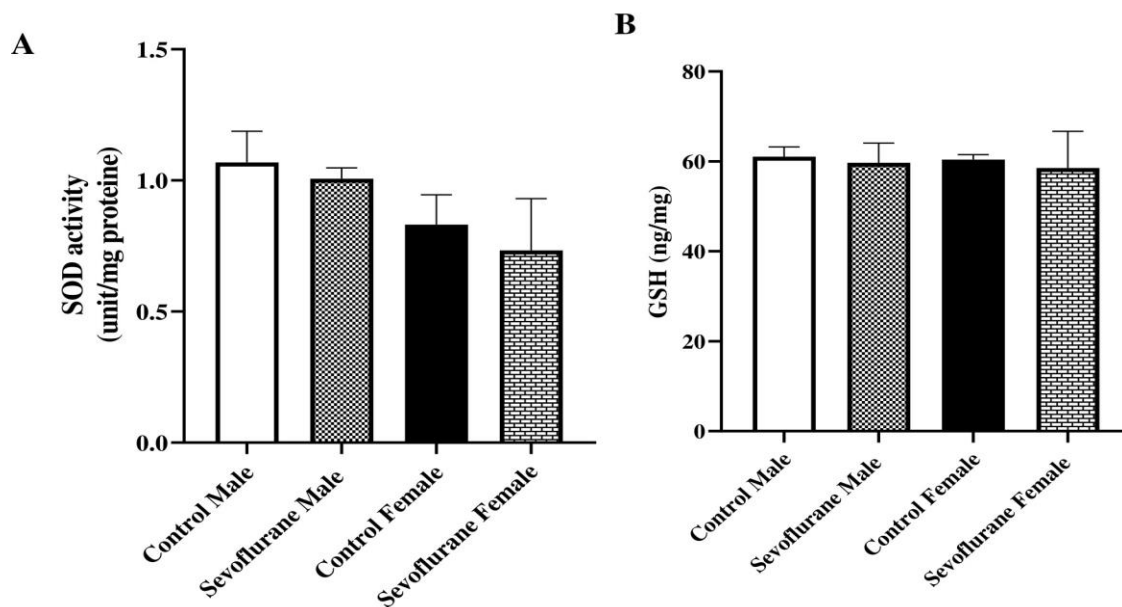 A
SOD activity
(unit/mg proteine)
1.5
1.0
0.5
0.0
Control Male
Sevoflurane Male
Control Female
Sevoflurane Female
B
GSH (ng/mg)
80
60
40
20
0
Control Male
Sevoflurane Male
Control Female
Sevoflurane Female